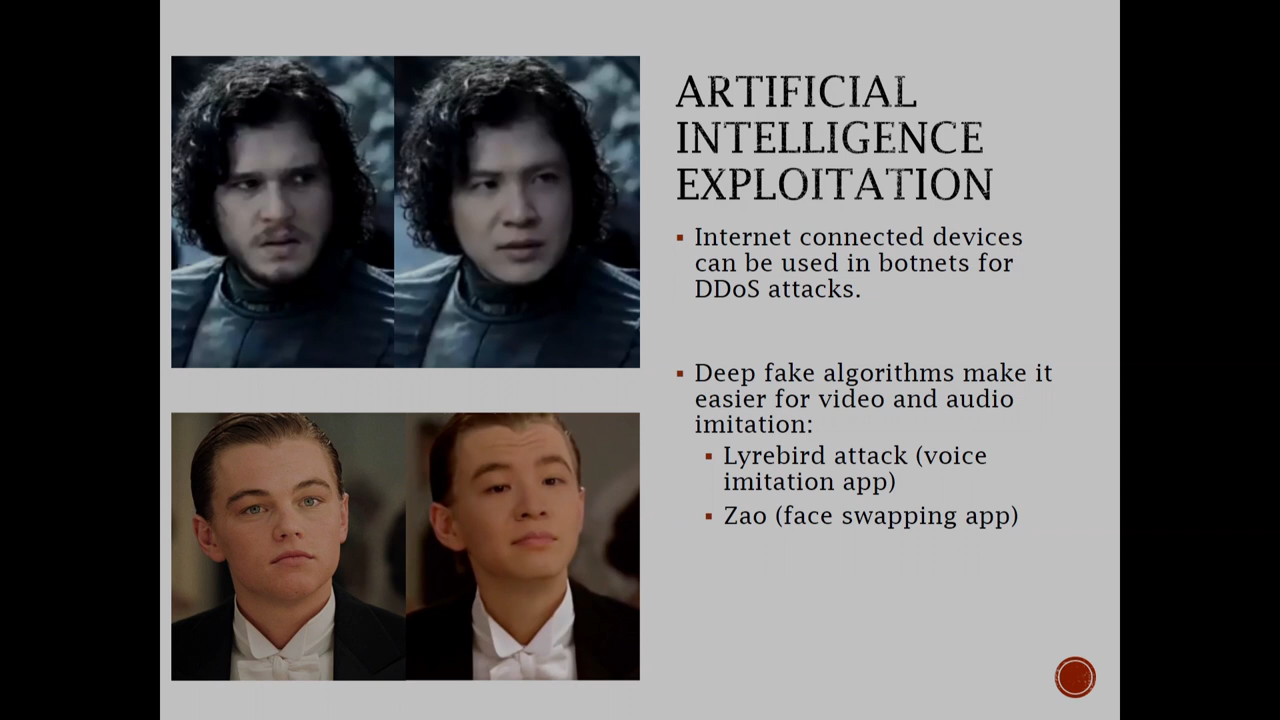 ARTIFICIAL
INTELLIGENCE
EXPLOITATION
Internet connected devices
can be used in botnets for
DDoS attacks.
Deep fake algorithms make it
easier for video and audio
imitation:
Lyrebird attack (voice
imitation app)
Zao (face swapping app)